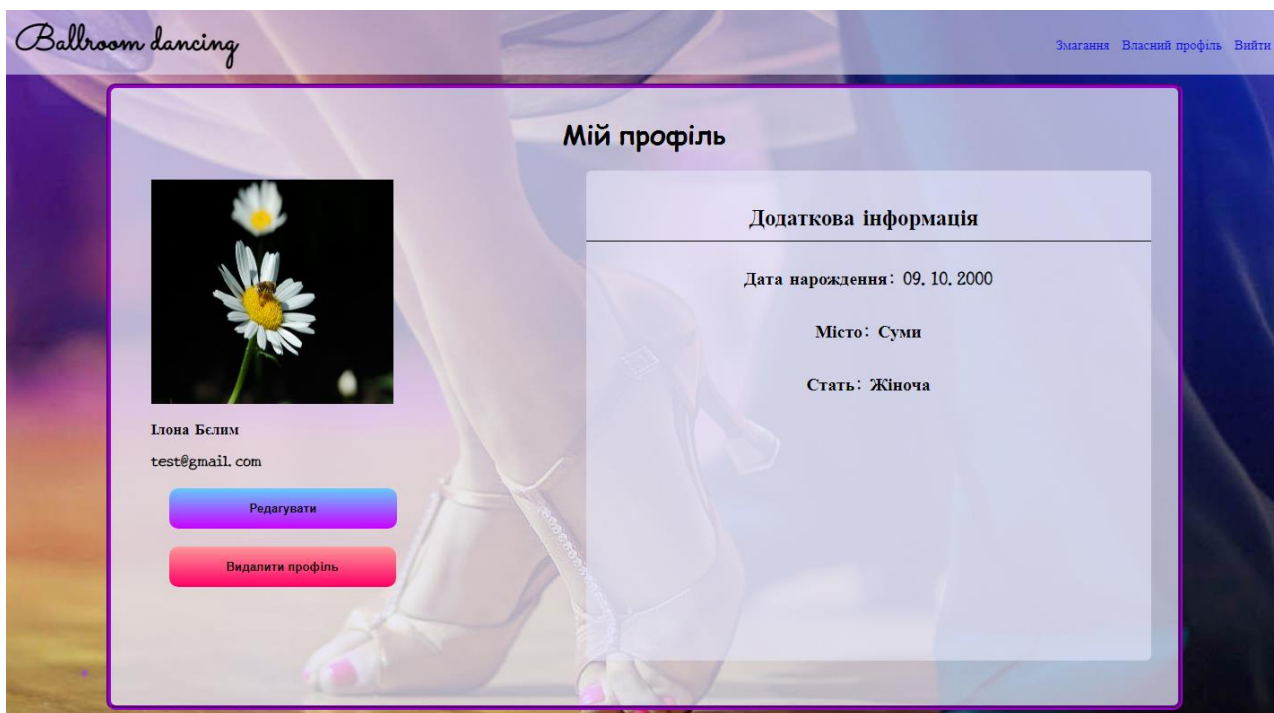 Ballroom dancing
Змагання Власний профіль Вийти
Мій профіль
Ілона Бєлим
test@gmail.com
Редагувати
Видалити профіль
Додаткова інформація
Дата нарождення: 09.10.2000
Місто: Суми
Стать: Жіноча